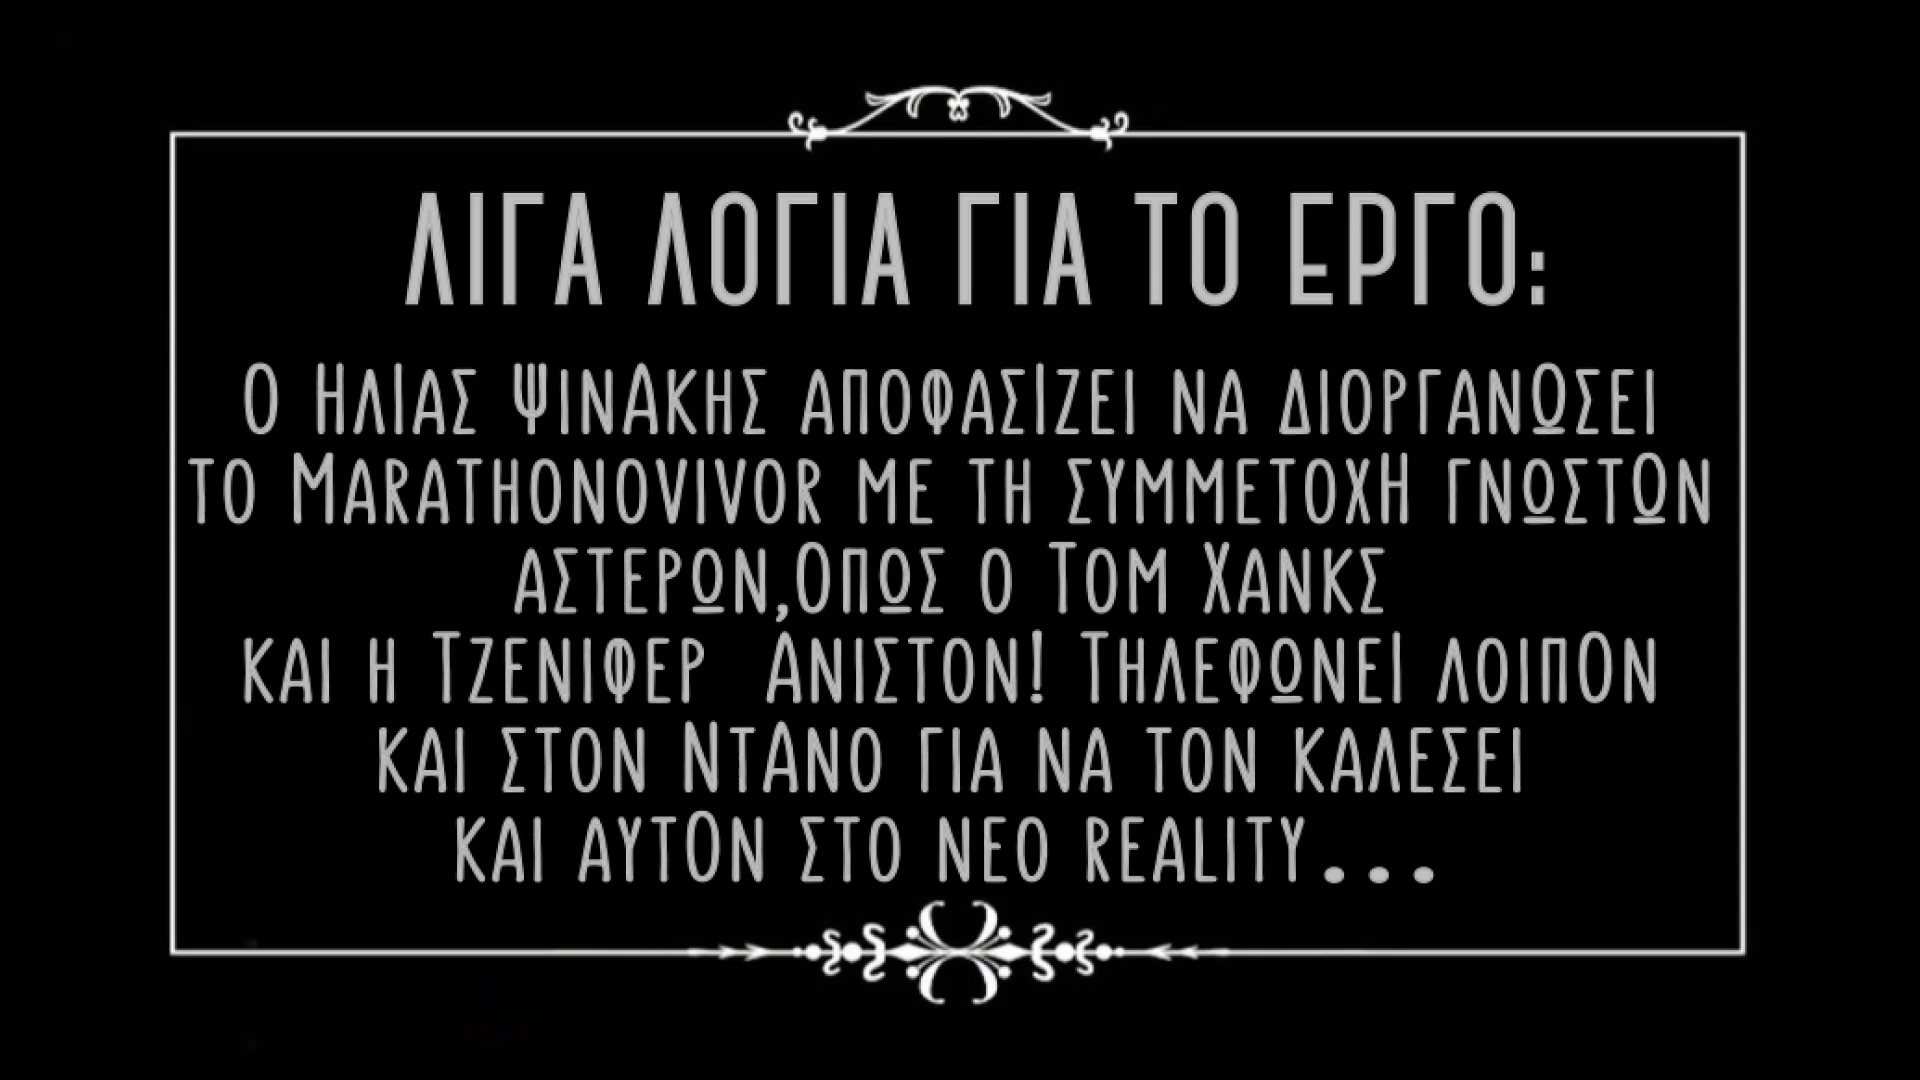 ΛΙΓΑ ΛΟΓΙΑ ΓΙΑ ΤΟ ΕΡΓΟ:
Ο ΗΛΙΑΣ ΨΙΝΑΚΗΣ ΑΠΟΦΑΣΙΖΕΙ ΝΑ ΔΙΟΡΓΑΝΩΣΕΙ
ΤΟ MARATHONOVIVOR ΜΕ ΤΗ ΣΥΜΜΕΤΟΧΗ ΓΝΩΣΤΩΝ
ΑΣΤΕΡΩΝ,ΟΠΩΣ Ο ΤΟΜ ΧΑΝΚΣ
ΚΑΙ Η ΤΖΕΝΙΦΕΡ ΑΝΙΣΤΟΝ! ΤΗΛΕΦΩΝΕΙ ΛΟΙΠΟΝ
ΚΑΙ ΣΤΟΝ ΝΤΑΝΟ ΓΙΑ ΝΑ ΤΟΝ ΚΑΛΕΣΕΙ
ΚΑΙ ΑΥΤΟΝ ΣΤΟ ΝΕΟ REALITY...